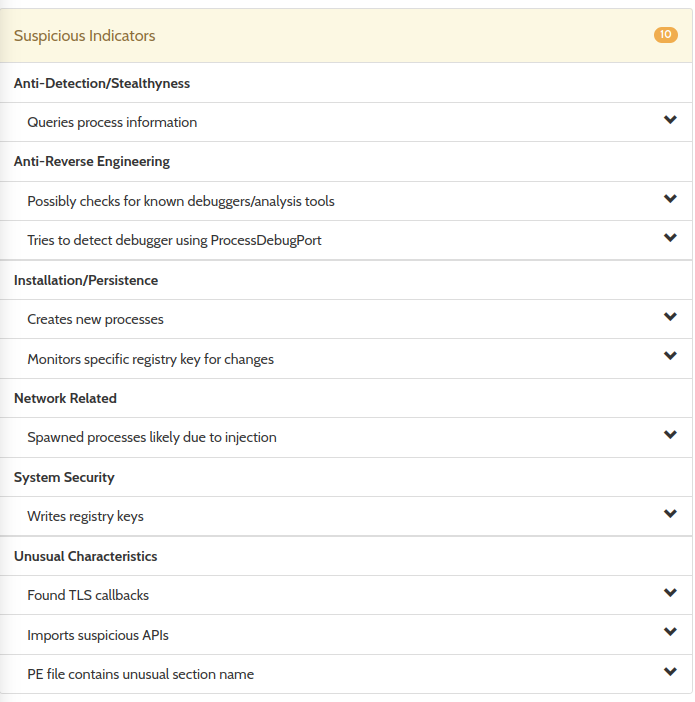 Suspicious Indicators 10
Anti-Detection/Stealthyness
Queries process information
Anti-Reverse Engineering
Possibly checks for known debuggers/analysis tools
Tries to detect debugger using ProcessDebugPort
Installation/Persistence
Creates new processes
Monitors specific registry key for changes
Network Related
Spawned processes likely due to injection
System Security
Writes registry keys
Unusual Characteristics
Found TLS callbacks
Imports suspicious APIs
PE file contains unusual section name